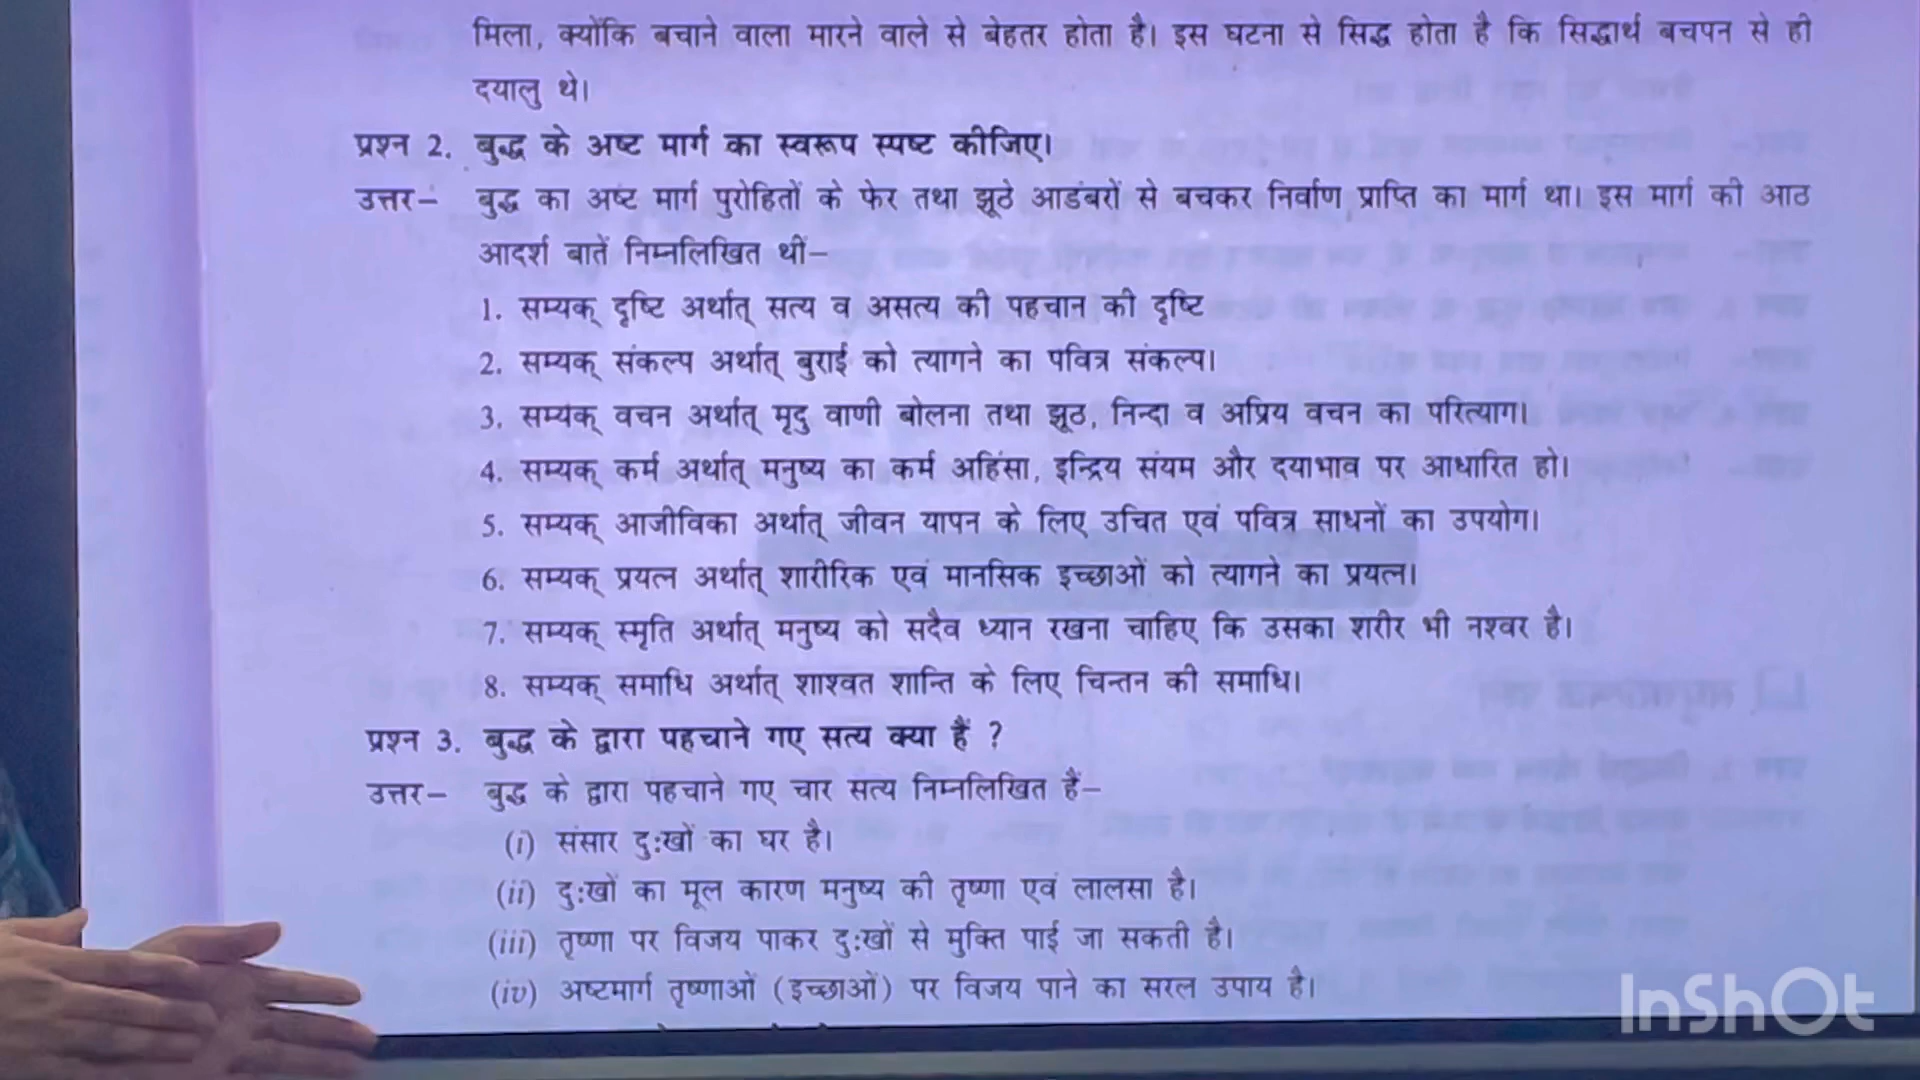 मिला, क्योंकि बचाने वाला मारने वाले से बेहतर होता है। इस घटना से सिद्ध होता है कि सिद्धार्थ बचपन से ही
दयालु थे।
प्रश्न 2. बुद्ध के अष्ट मार्ग का स्वरूप स्पष्ट कीजिए।
उत्तर– बुद्ध का अष्ट मार्ग पुरोहितों के फेर तथा झूठे आडंबरों से बचकर निर्वाण प्राप्ति का मार्ग था। इस मार्ग की आठ
आदर्श बातें निम्नलिखित थीं–
1. सम्यक् दृष्टि अर्थात् सत्य व असत्य की पहचान की दृष्टि
2. सम्यक् संकल्प अर्थात् बुराई को त्यागने का पवित्र संकल्प।
3. सम्यक् वचन अर्थात् मृदु वाणी बोलना तथा झूठ, निन्दा व अप्रिय वचन का परित्याग।
4. सम्यक् कर्म अर्थात् मनुष्य का कर्म अहिंसा, इन्द्रिय संयम और दयाभाव पर आधारित हो।
5. सम्यक् आजीविका अर्थात् जीवन यापन के लिए उचित एवं पवित्र साधनों का उपयोग।
6. सम्यक् प्रयत्न अर्थात् शारीरिक एवं मानसिक इच्छाओं को त्यागने का प्रयत्न।
7. सम्यक् स्मृति अर्थात् मनुष्य को सदैव ध्यान रखना चाहिए कि उसका शरीर भी नश्वर है।
8. सम्यक् समाधि अर्थात् शाश्वत शान्ति के लिए चिन्तन की समाधि।
प्रश्न 3. बुद्ध के द्वारा पहचाने गए सत्य क्या हैं ?
उत्तर– बुद्ध के द्वारा पहचाने गए चार सत्य निम्नलिखित हैं–
(i) संसार दुःखों का घर है।
(ii) दुःखों का मूल कारण मनुष्य की तृष्णा एवं लालसा है।
(iii) तृष्णा पर विजय पाकर दुःखों से मुक्ति पाई जा सकती है।
(iv) अष्टमार्ग तृष्णाओं (इच्छाओं) पर विजय पाने का सरल उपाय है।
InShOt